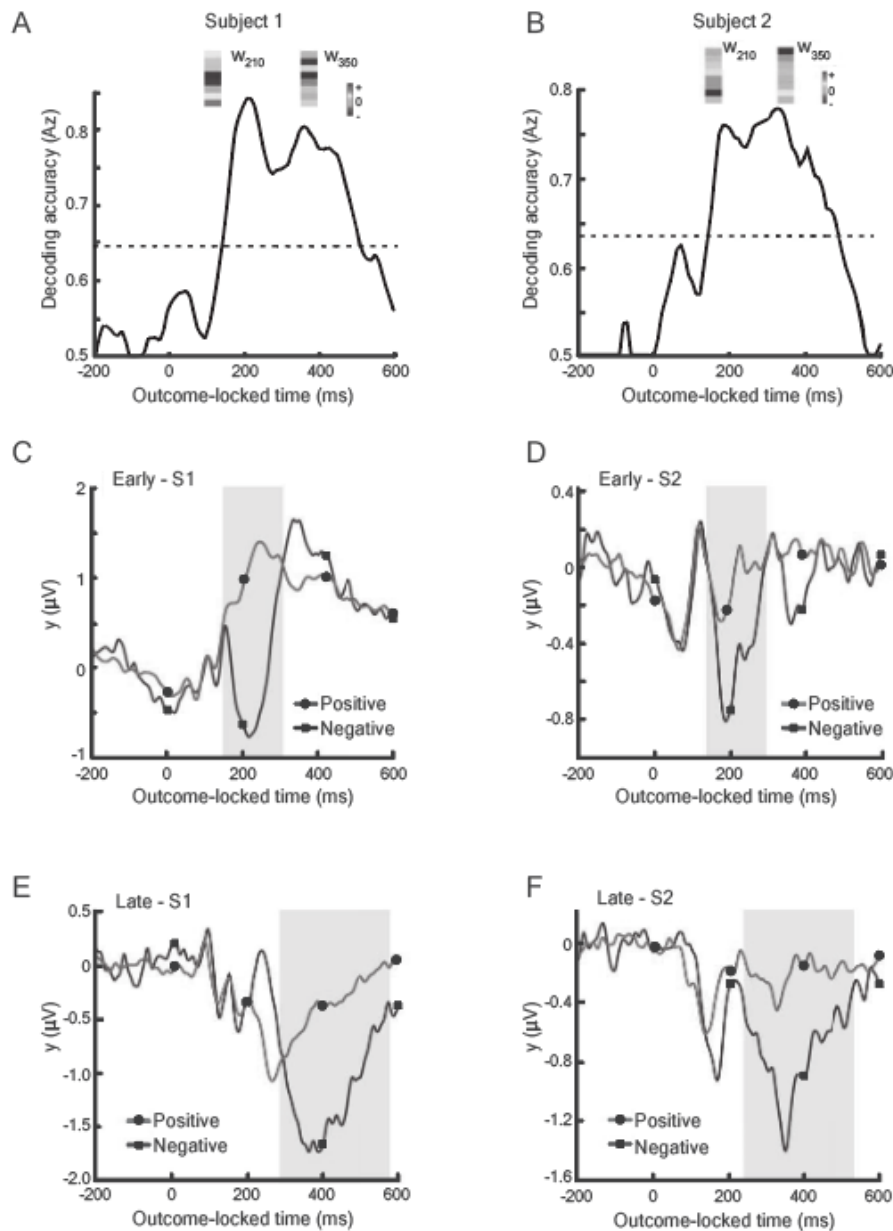 A
Subject 1
W210
W350
+
0
-
0.8
0.7
0.6
0.5
Decoding accuracy (Az)
-200 0 200 400 600
Outcome-locked time (ms)
B
Subject 2
W210
W350
+
0
-
0.8
0.7
0.6
0.5
Decoding accuracy (Az)
-200 0 200 400 600
Outcome-locked time (ms)
C
Early - S1
2
1
0
-1
y (µV)
Positive
Negative
-200 0 200 400 600
Outcome-locked time (ms)
D
Early - S2
0.4
0
-0.4
-0.8
y (µV)
Positive
Negative
-200 0 200 400 600
Outcome-locked time (ms)
E
Late - S1
0.5
0
-0.5
-1.0
-1.5
-2.0
y (µV)
Positive
Negative
-200 0 200 400 600
Outcome-locked time (ms)
F
Late - S2
0
-0.4
-0.8
-1.2
-1.6
y (µV)
Positive
Negative
-200 0 200 400 600
Outcome-locked time (ms)